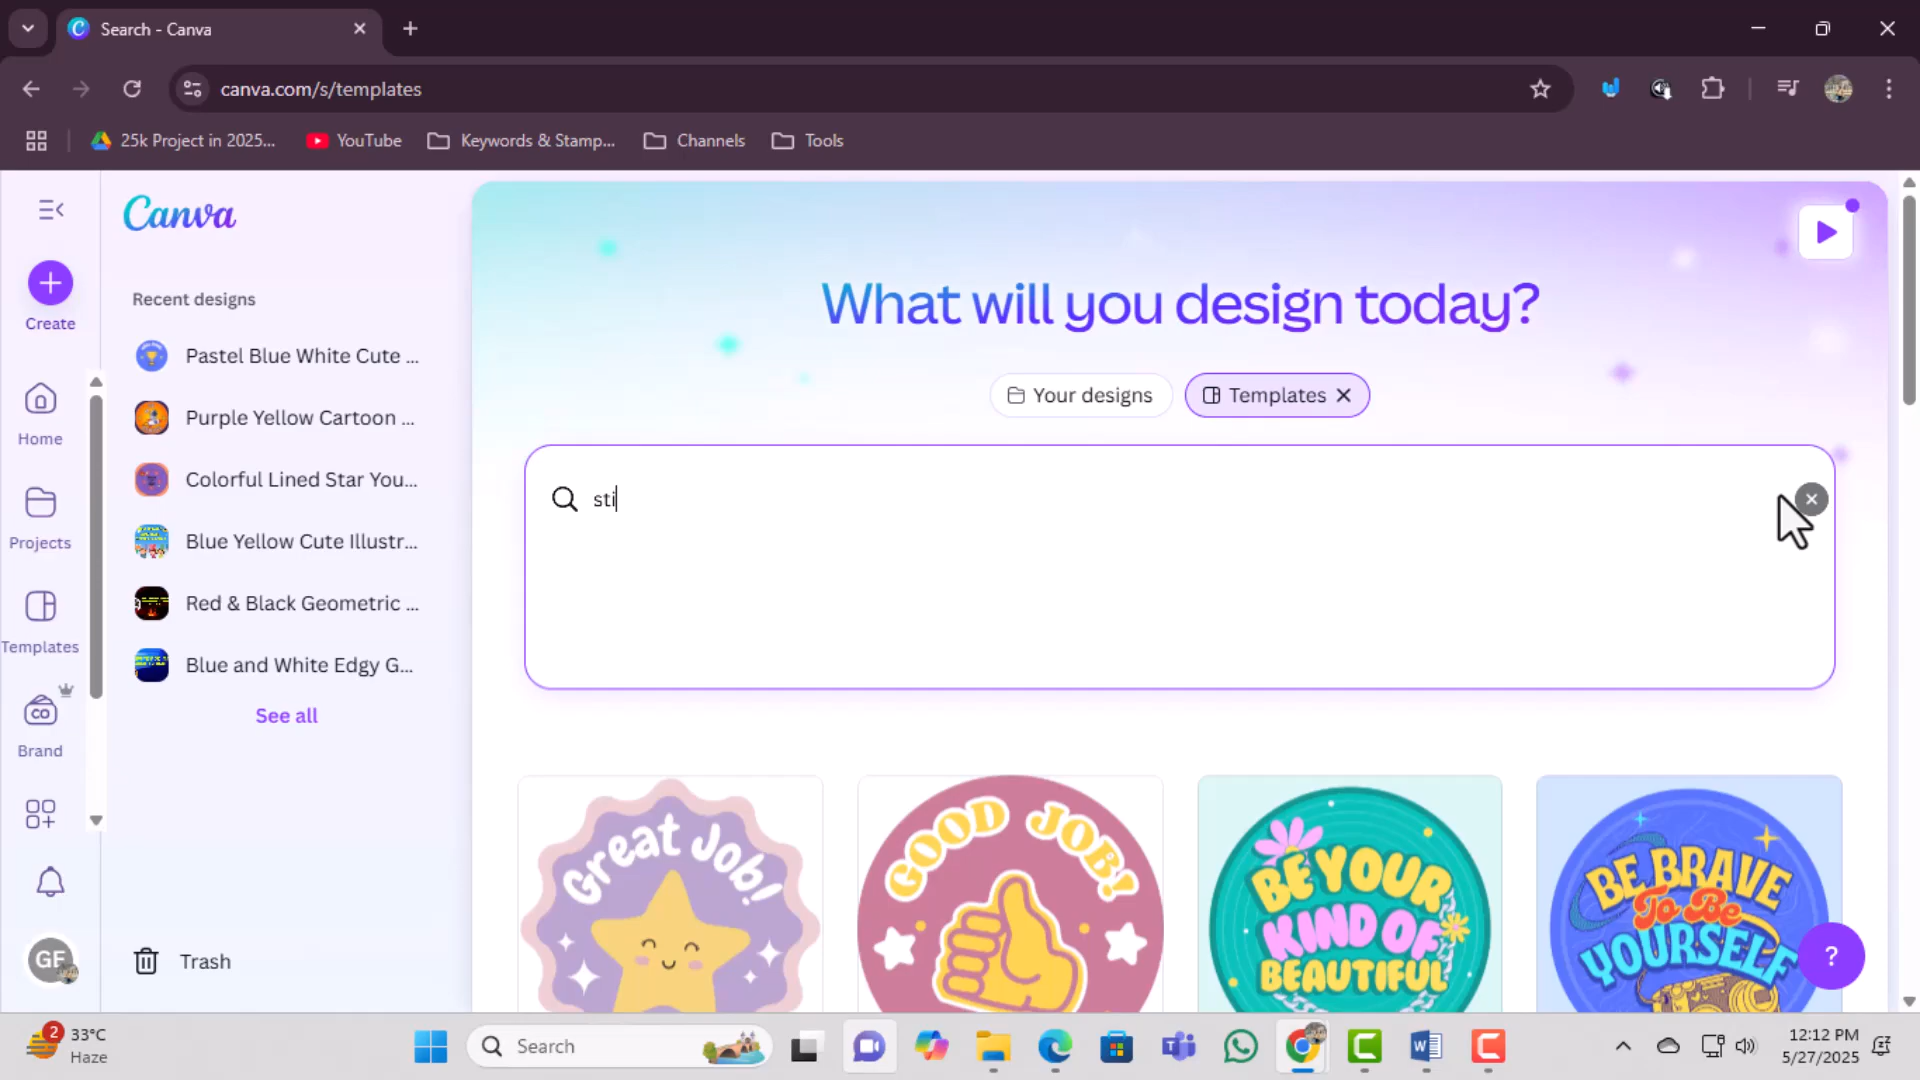 Search - Canva
canva.com/s/templates
25k Project in 2025...
YouTube
Keywords & Stamp...
Channels
Tools
Canva
Create
Home
Projects
Templates
Brand
Recent designs
Pastel Blue White Cute ...
Purple Yellow Cartoon ...
Colorful Lined Star You...
Blue Yellow Cute Illustr...
Red & Black Geometric ...
Blue and White Edgy G...
See all
Trash
GF
CO
What will you design today?
Your designs
Templates
sti
Great Job!
GOOD JOB!
BE YOUR
KIND OF
BEAUTIFUL
BE BRAVE
To Be
YOURSELF
?
2
33°C
Haze
Search
12:12 PM
5/27/2025